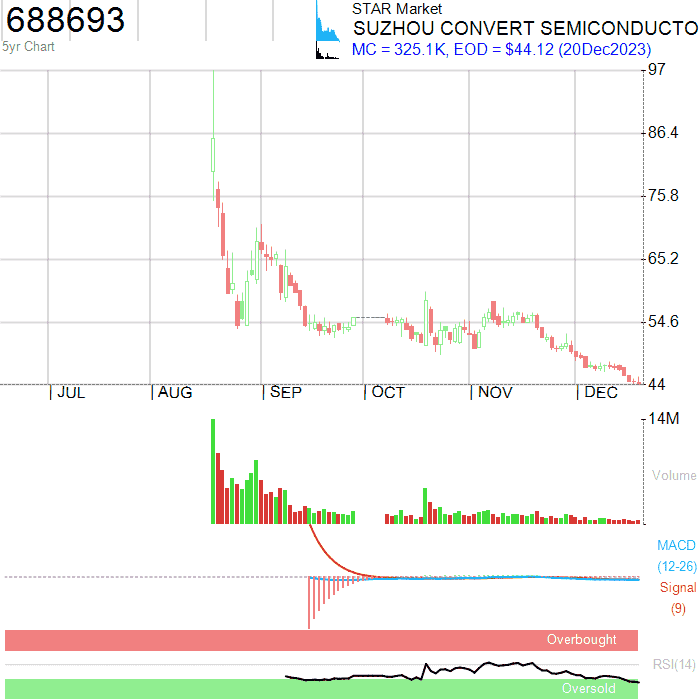 688693
5yr Chart
STAR Market
SUZHOU CONVERT SEMICONDUCTO
MC = 325.1K, EOD = $44.12 (20Dec2023)
97
86.4
75.8
65.2
54.6
44
JUL
AUG
SEP
OCT
NOV
DEC
14M
Volume
MACD
(12-26)
Signal
(9)
Overbought
RSI(14)
Oversold